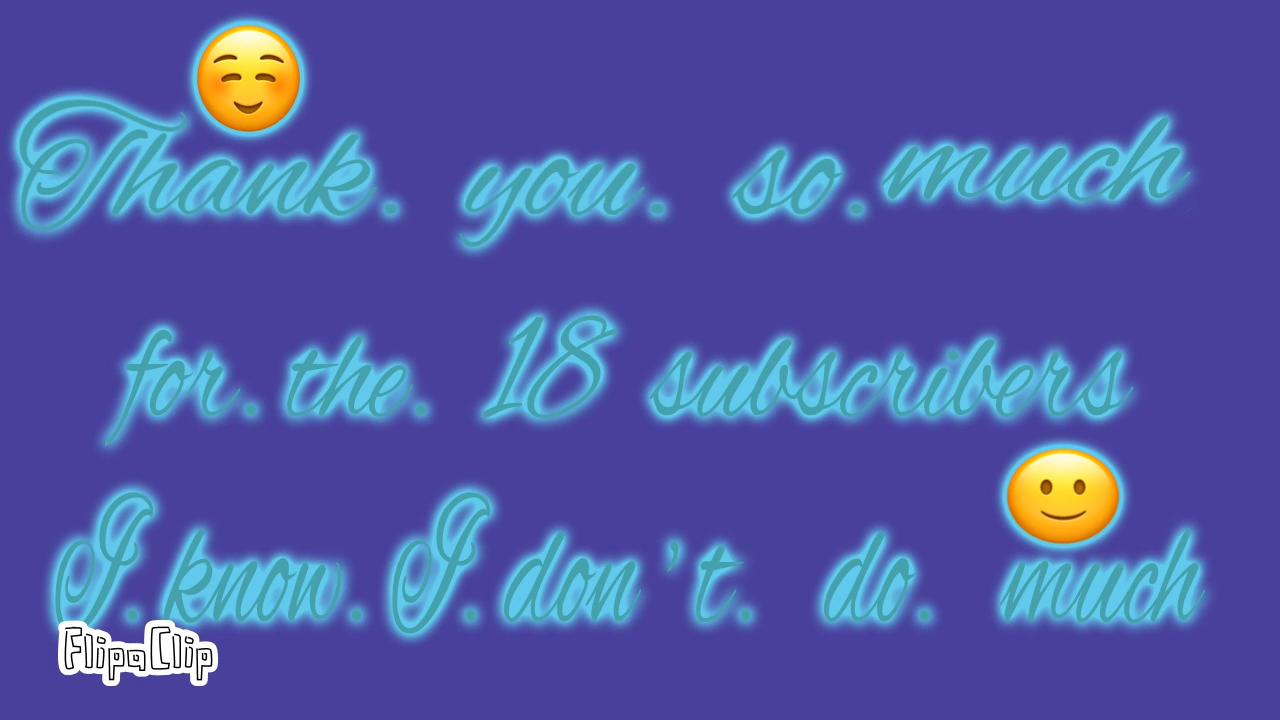 Thank. you. so. much
for. the. 18 subscribers
I. know. I. don't. do. much
FlipaClip